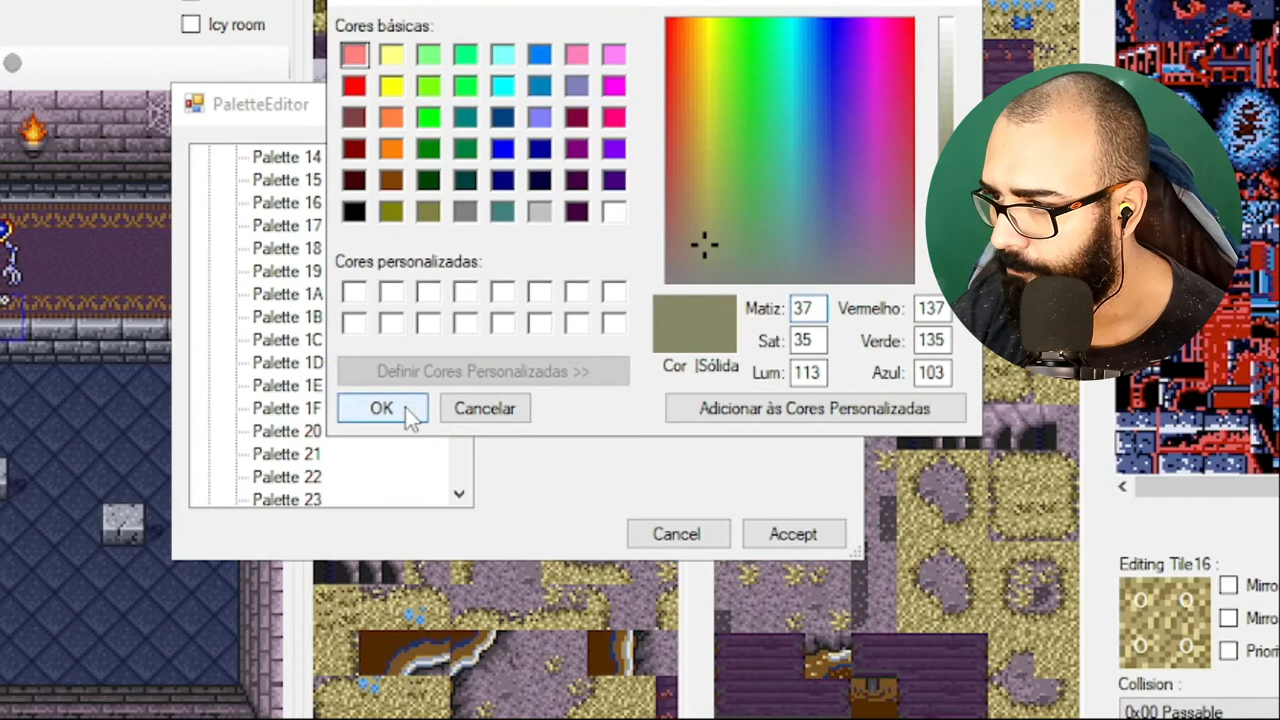 Icy room
PaletteEditor
Palette 14
Palette 15
Palette 16
Palette 17
Palette 18
Palette 19
Palette 1A
Palette 1B
Palette 1C
Palette 1D
Palette 1E
Palette 1F
Palette 20
Palette 21
Palette 22
Palette 23
Cores básicas:
Cores personalizadas:
Definir Cores Personalizadas >>
OK
Cancelar
Cor |Sólida
Matiz: 37
Sat: 35
Lum: 113
Vermelho: 137
Verde: 135
Azul: 103
Adicionar às Cores Personalizadas
Cancel
Accept
Editing Tile16 :
Mirro
Mirro
Priori
Collision :
0x00 Passable